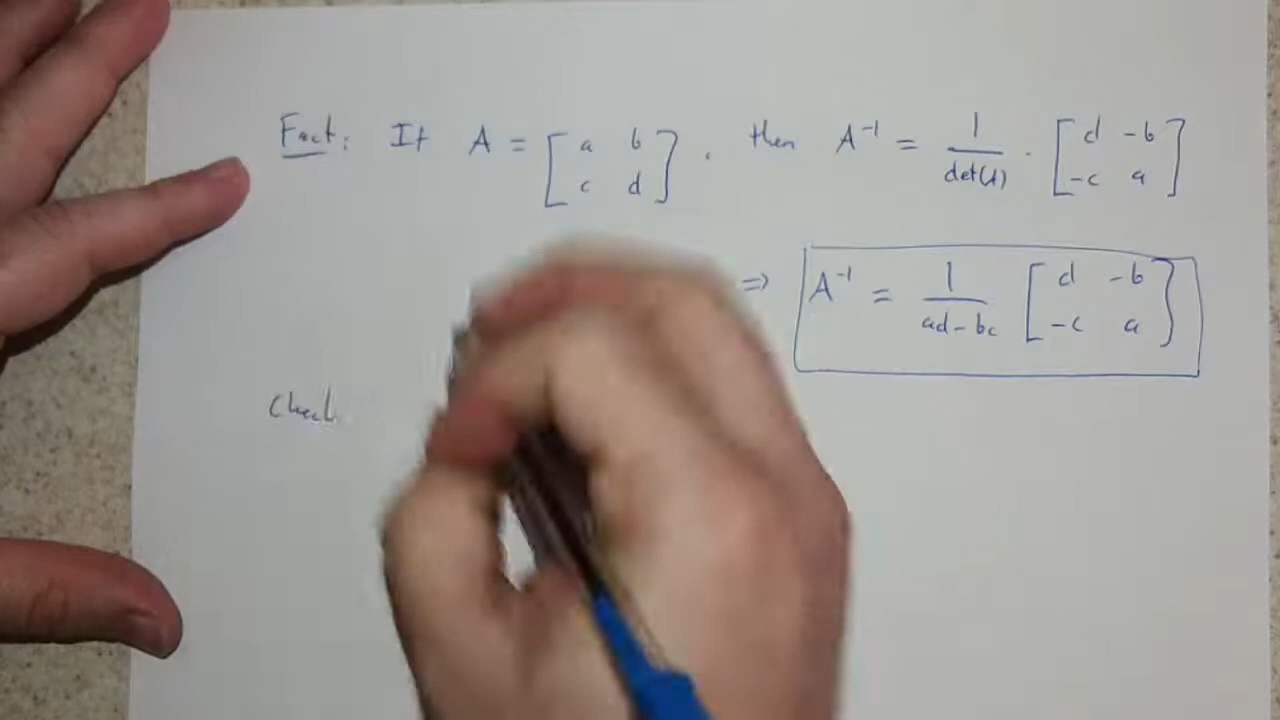 Fact: If A = [a b; c d], then A⁻¹ = 1/det(A) · [d -b; -c a]
⇒ A⁻¹ = 1/(ad-bc) [d -b; -c a]
Check